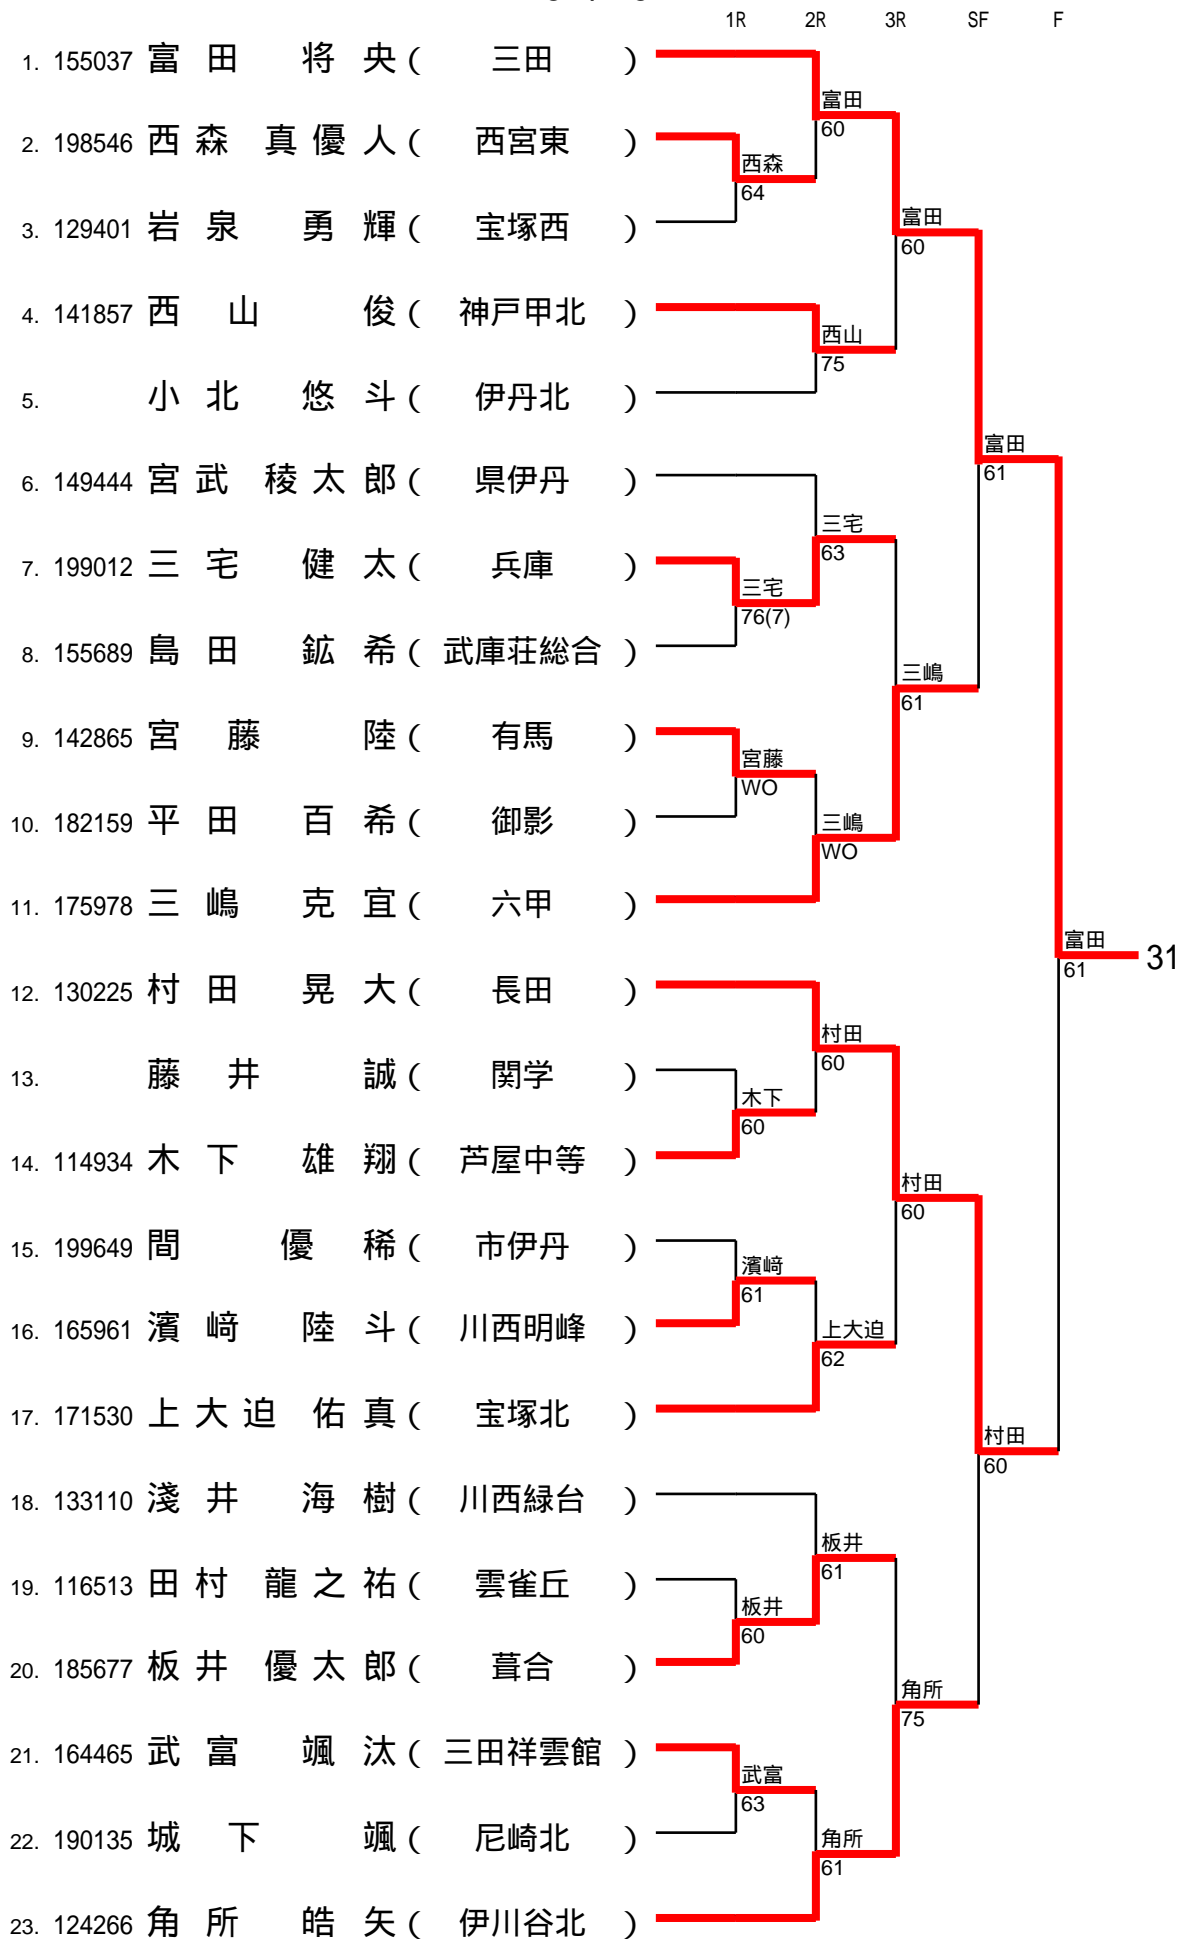 1R 2R 3R SF F
1. 155037 富田 将央 ( 三田 )
富田
60
2. 198546 西森 真優人 ( 西宮東 )
西森
64
3. 129401 岩泉 勇輝 ( 宝塚西 )
富田
60
4. 141857 西山 俊 ( 神戸甲北 )
西山
75
5. 小北 悠斗 ( 伊丹北 )
富田
61
6. 149444 宮武 稜太郎 ( 県伊丹 )
三宅
63
7. 199012 三宅 健太 ( 兵庫 )
三宅
76(7)
8. 155689 島田 鉱希 ( 武庫荘総合 )
三嶋
61
9. 142865 宮藤 陸 ( 有馬 )
宮藤
WO
10. 182159 平田 百希 ( 御影 )
三嶋
WO
11. 175978 三嶋 克宜 ( 六甲 )
富田
61
31
12. 130225 村田 晃大 ( 長田 )
村田
60
13. 藤井 誠 ( 関学 )
木下
60
14. 114934 木下 雄翔 ( 芦屋中等 )
村田
60
15. 199649 間 優稀 ( 市伊丹 )
濱﨑
61
16. 165961 濱﨑 陸斗 ( 川西明峰 )
上大迫
62
17. 171530 上大迫 佑真 ( 宝塚北 )
村田
60
18. 133110 淺井 海樹 ( 川西緑台 )
板井
61
19. 116513 田村 龍之祐 ( 雲雀丘 )
板井
60
20. 185677 板井 優太郎 ( 葺合 )
角所
75
21. 164465 武富 颯汰 ( 三田祥雲館 )
武富
63
22. 190135 城下 颯 ( 尼崎北 )
角所
61
23. 124266 角所 皓矢 ( 伊川谷北 )